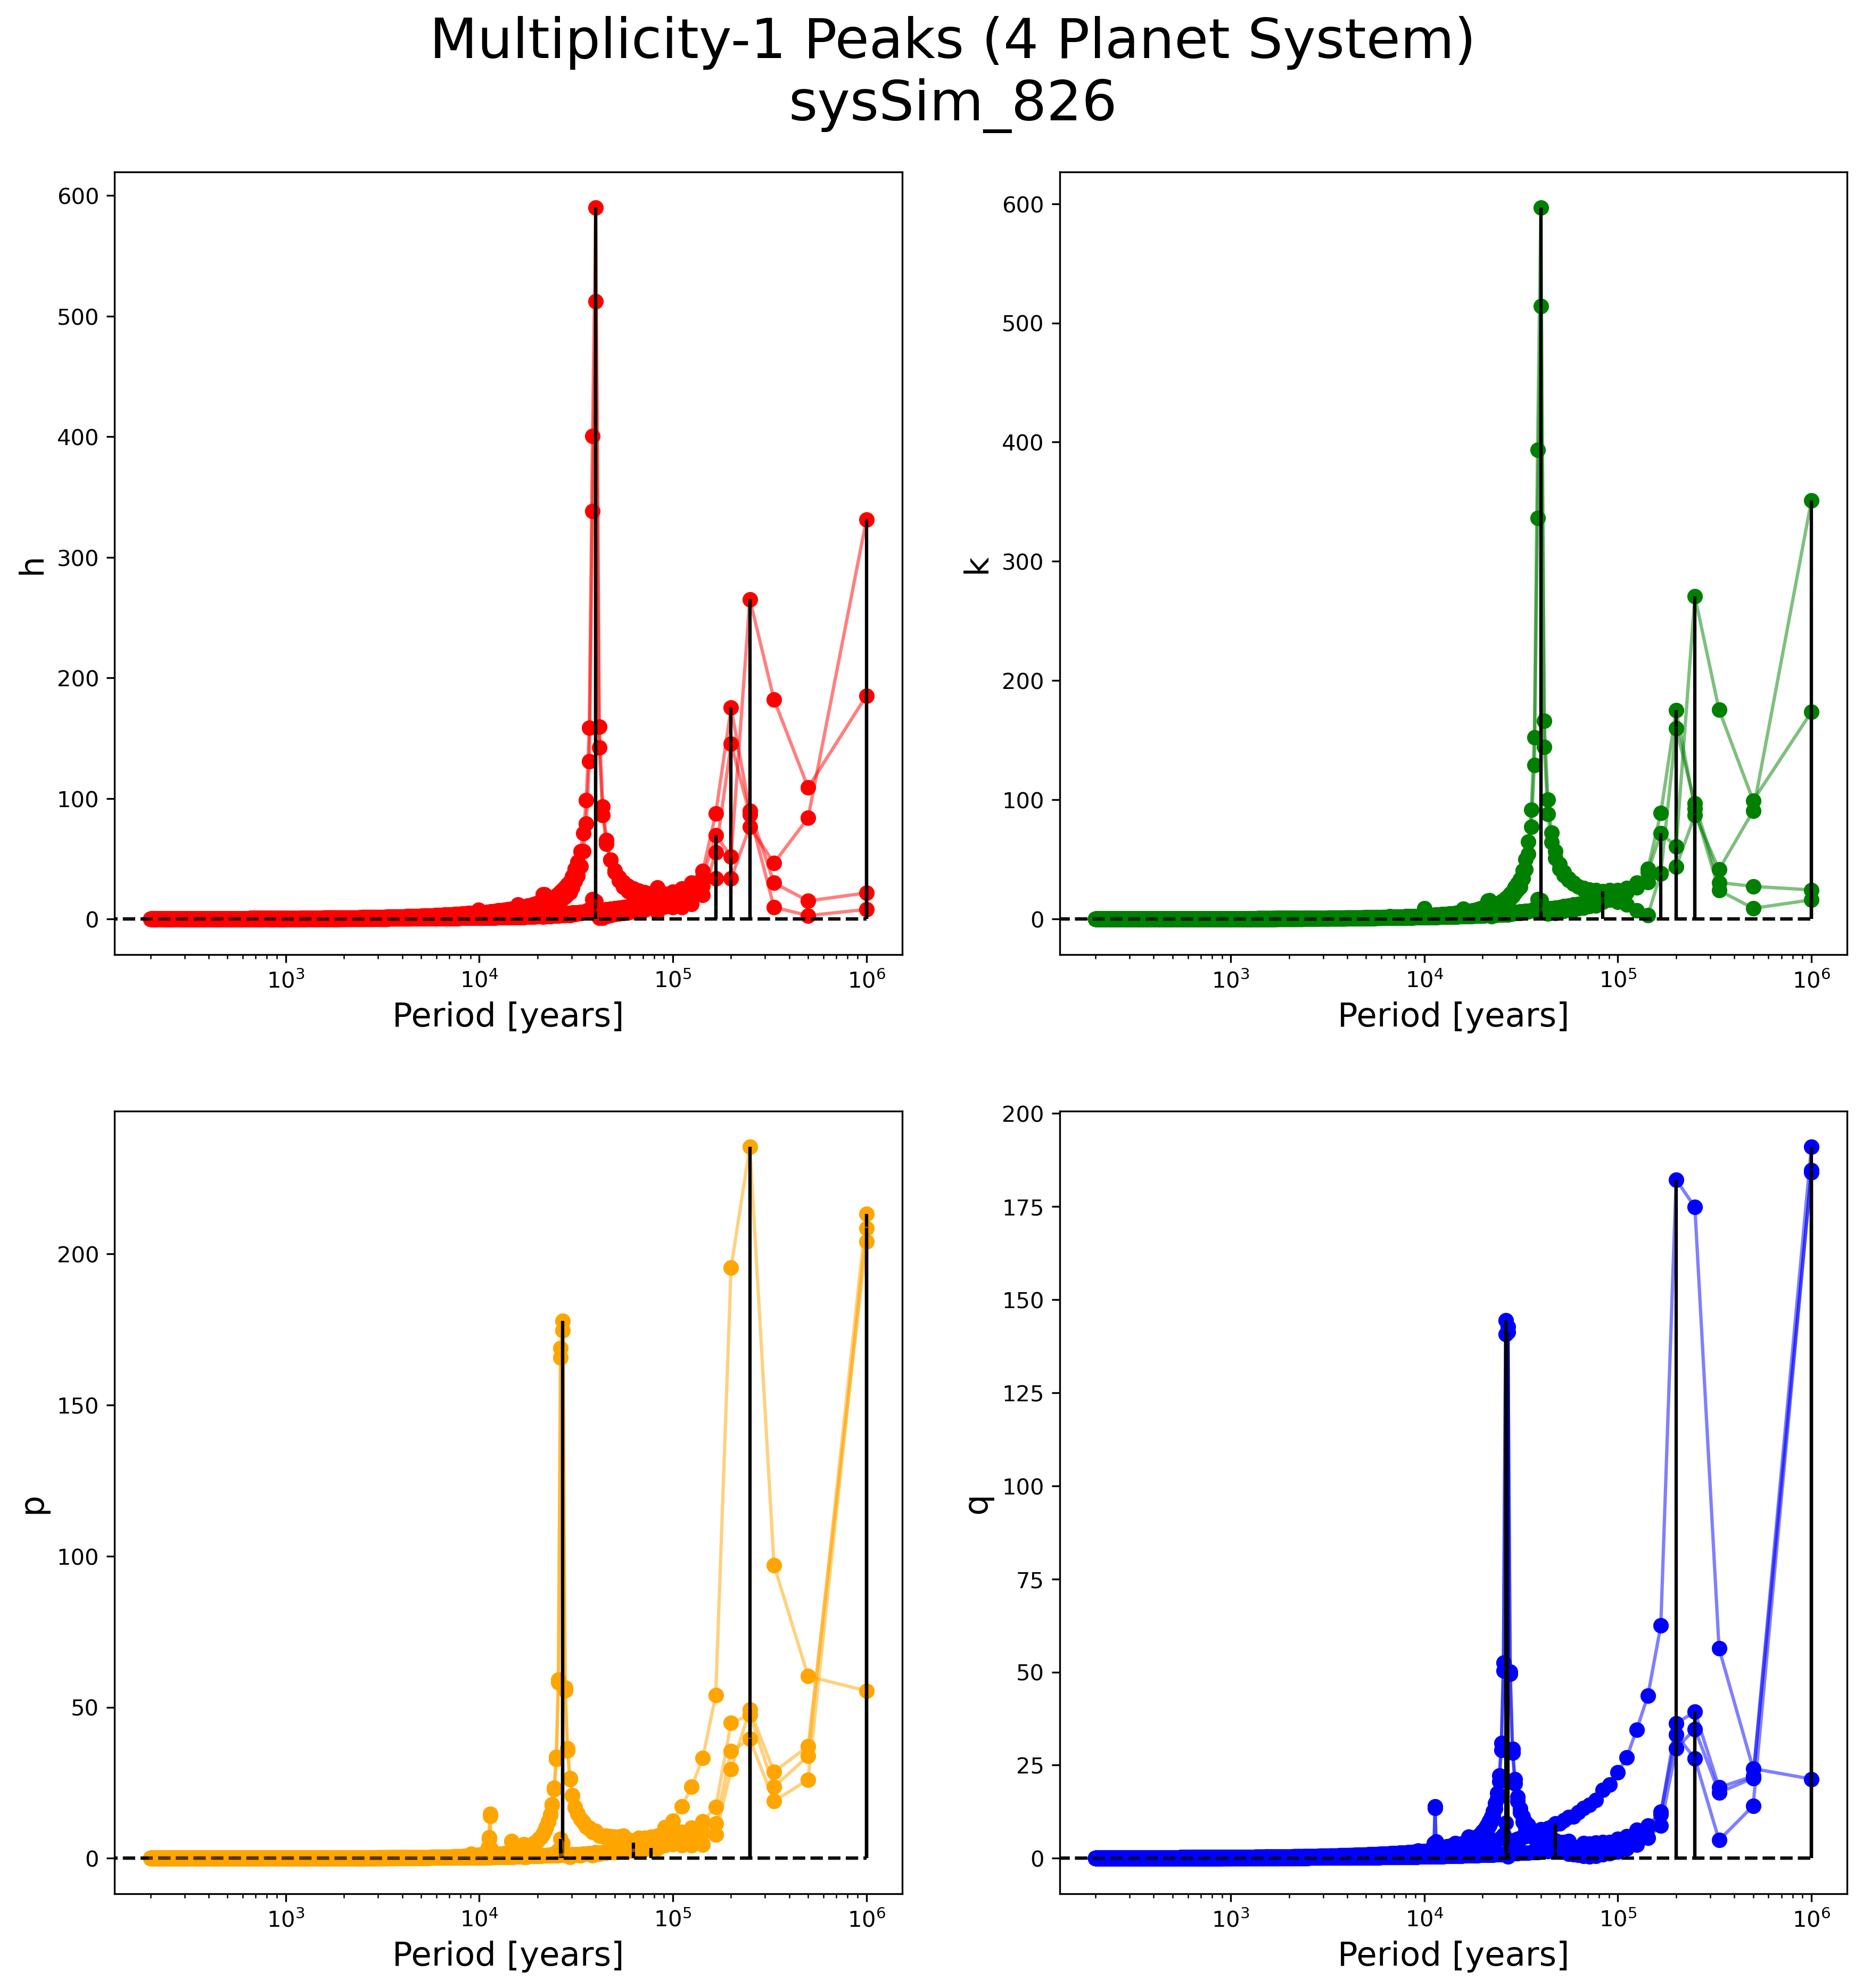 Multiplicity-1 Peaks (4 Planet System)
sysSim_826
600
500
400
300
200
100
0
h
10³ 10⁴ 10⁵ 10⁶
Period [years]
600
500
400
300
200
100
0
k
10³ 10⁴ 10⁵ 10⁶
Period [years]
200
150
100
50
0
p
10³ 10⁴ 10⁵ 10⁶
Period [years]
200
175
150
125
100
75
50
25
0
q
10³ 10⁴ 10⁵ 10⁶
Period [years]